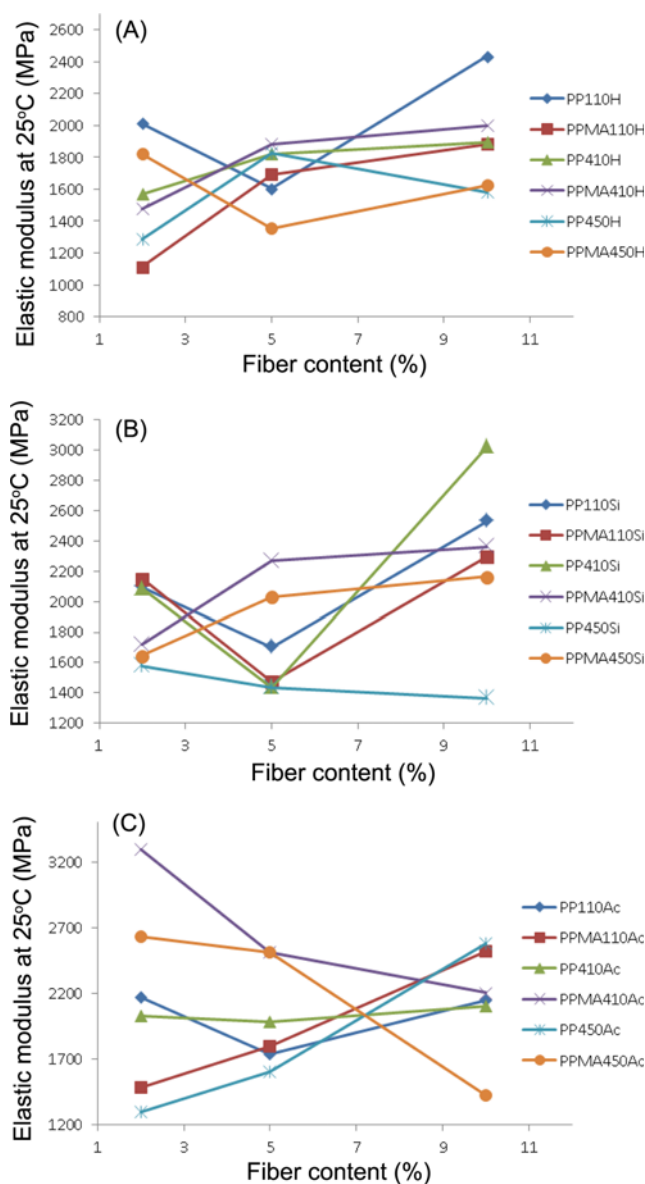 (A)
Elastic modulus at 25°C (MPa)
2600
2400
2200
2000
1800
1600
1400
1200
1000
800
1 3 5 7 9 11
Fiber content (%)
PP110H
PPMA110H
PP410H
PPMA410H
PP450H
PPMA450H
(B)
Elastic modulus at 25°C (MPa)
3200
3000
2800
2600
2400
2200
2000
1800
1600
1400
1200
1 3 5 7 9 11
Fiber content (%)
PP110Si
PPMA110Si
PP410Si
PPMA410Si
PP450Si
PPMA450Si
(C)
Elastic modulus at 25°C (MPa)
3200
2700
2200
1700
1200
1 3 5 7 9 11
Fiber content (%)
PP110Ac
PPMA110Ac
PP410Ac
PPMA410Ac
PP450Ac
PPMA450Ac